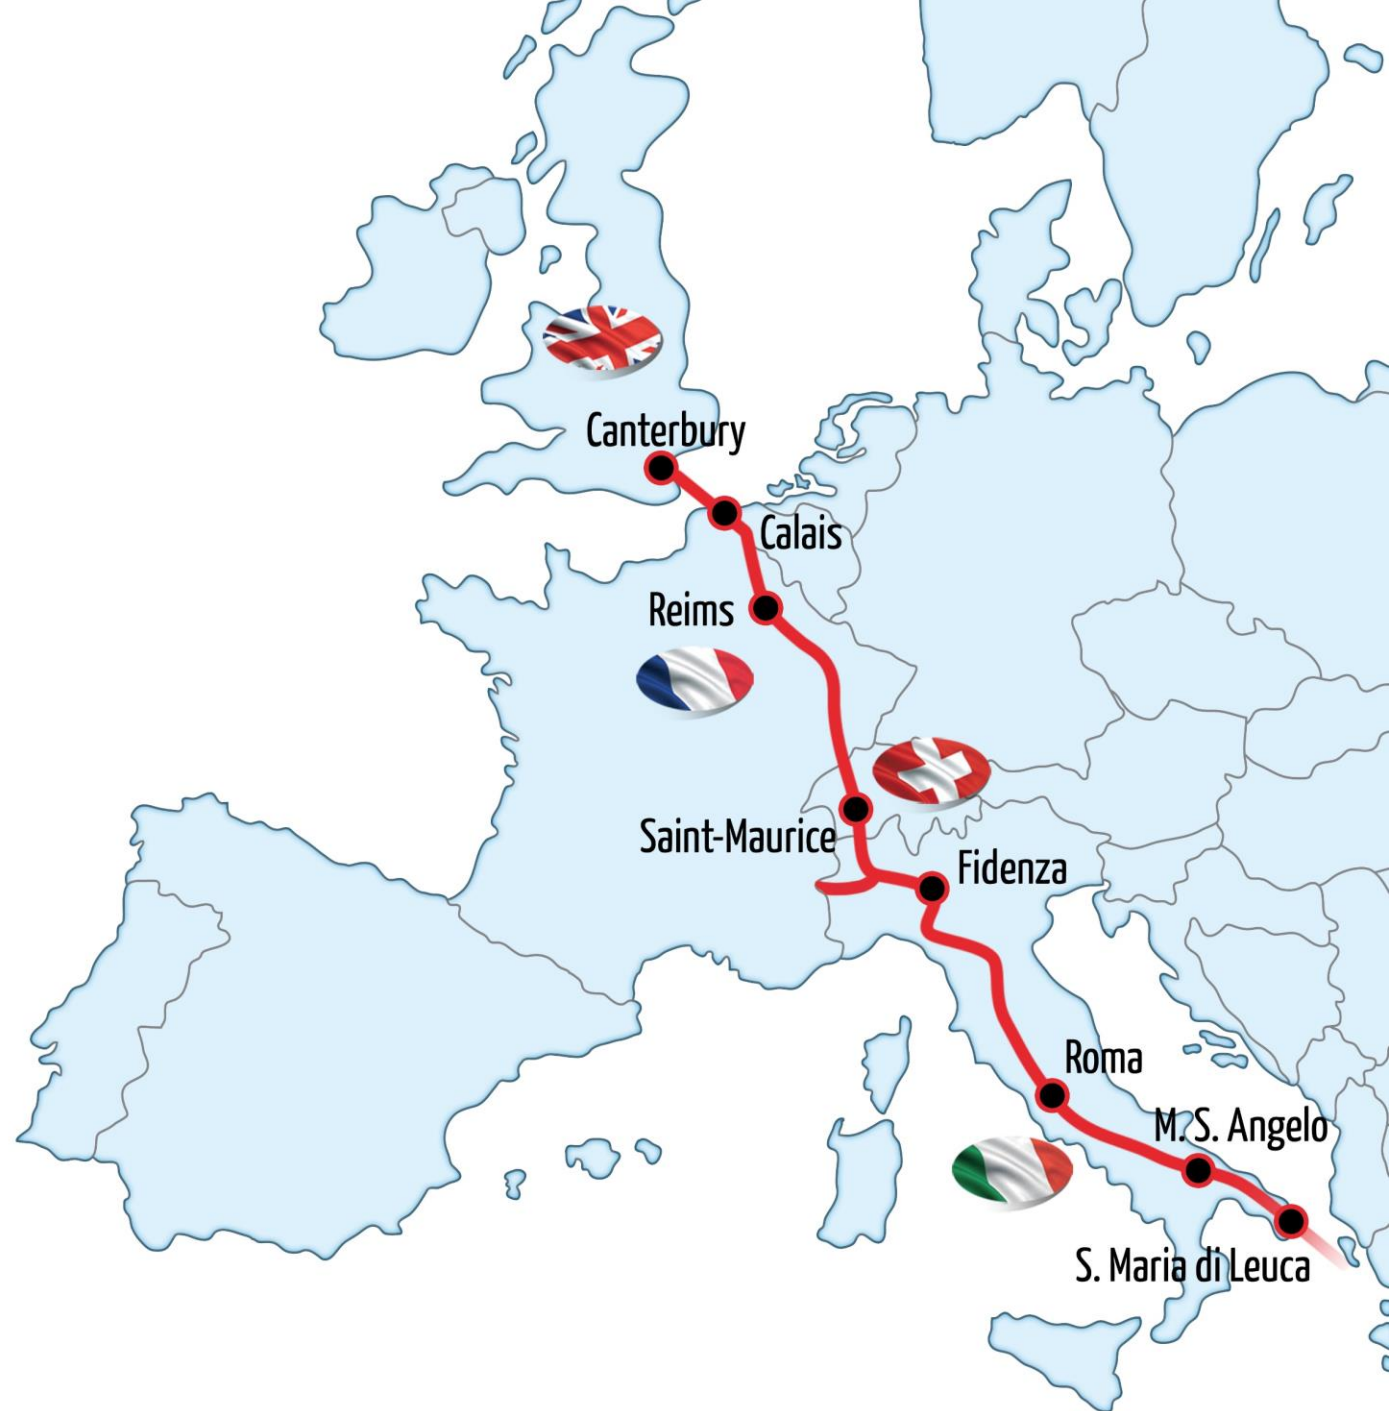 Canterbury
Calais
Reims
Saint-Maurice
Fidenza
Roma
M. S. Angelo
S. Maria di Leuca